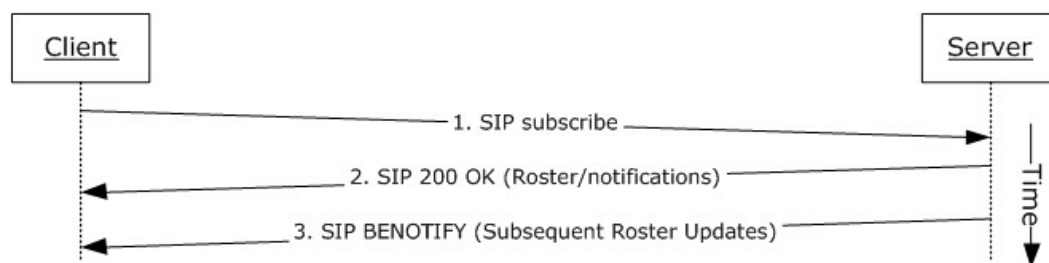 Client
Server
1. SIP subscribe
2. SIP 200 OK (Roster/notifications)
3. SIP BENOTIFY (Subsequent Roster Updates)
Time